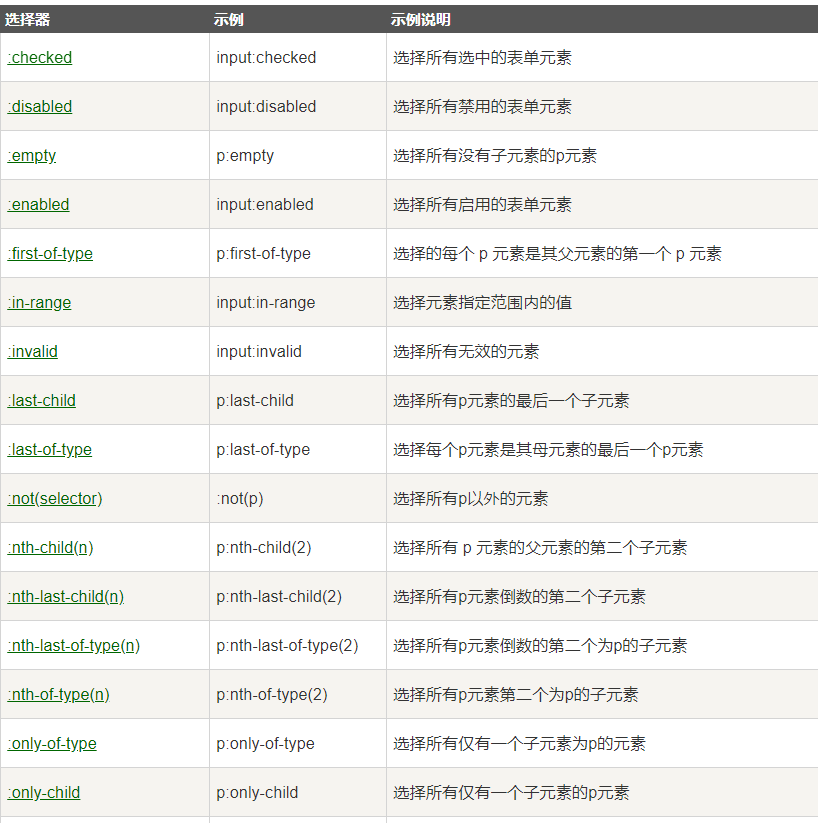 选择器 示例 示例说明
:checked input:checked 选择所有选中的表单元素
:disabled input:disabled 选择所有禁用的表单元素
:empty p:empty 选择所有没有子元素的p元素
:enabled input:enabled 选择所有启用的表单元素
:first-of-type p:first-of-type 选择的每个 p 元素是其父元素的第一个 p 元素
:in-range input:in-range 选择元素指定范围内的值
:invalid input:invalid 选择所有无效的元素
:last-child p:last-child 选择所有p元素的最后一个子元素
:last-of-type p:last-of-type 选择每个p元素是其母元素的最后一个p元素
:not(selector) :not(p) 选择所有p以外的元素
:nth-child(n) p:nth-child(2) 选择所有 p 元素的父元素的第二个子元素
:nth-last-child(n) p:nth-last-child(2) 选择所有p元素倒数的第二个子元素
:nth-last-of-type(n) p:nth-last-of-type(2) 选择所有p元素倒数的第二个为p的子元素
:nth-of-type(n) p:nth-of-type(2) 选择所有p元素第二个为p的子元素
:only-of-type p:only-of-type 选择所有仅有一个子元素为p的元素
:only-child p:only-child 选择所有仅有一个子元素的p元素